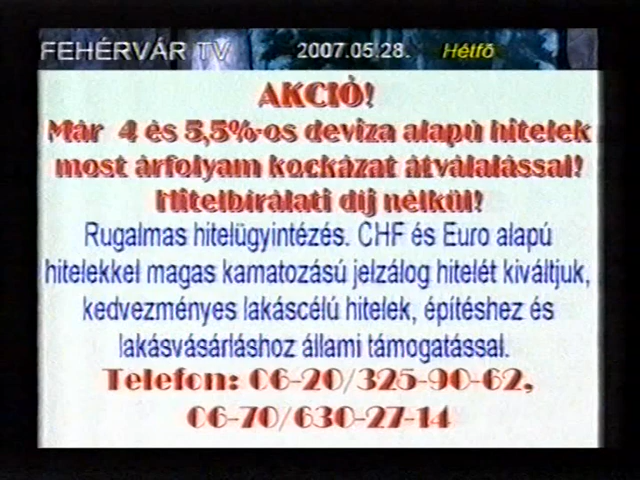 FEHÉRVÁR TV 2007.05.28. Hétfő
AKCIÓ!
Már 4 és 5,5%-os deviza alapú hitelek
most árfolyam kockázat átválalással!
Hitelbírálati díj nélkül!
Rugalmas hitelügyintézés. CHF és Euro alapú
hitelekkel magas kamatozású jelzálog hitelét kiváltjuk,
kedvezményes lakáscélú hitelek, építéshez és
lakásvásárláshoz állami támogatással.
Telefon: 06-20/325-90-62,
06-70/630-27-14